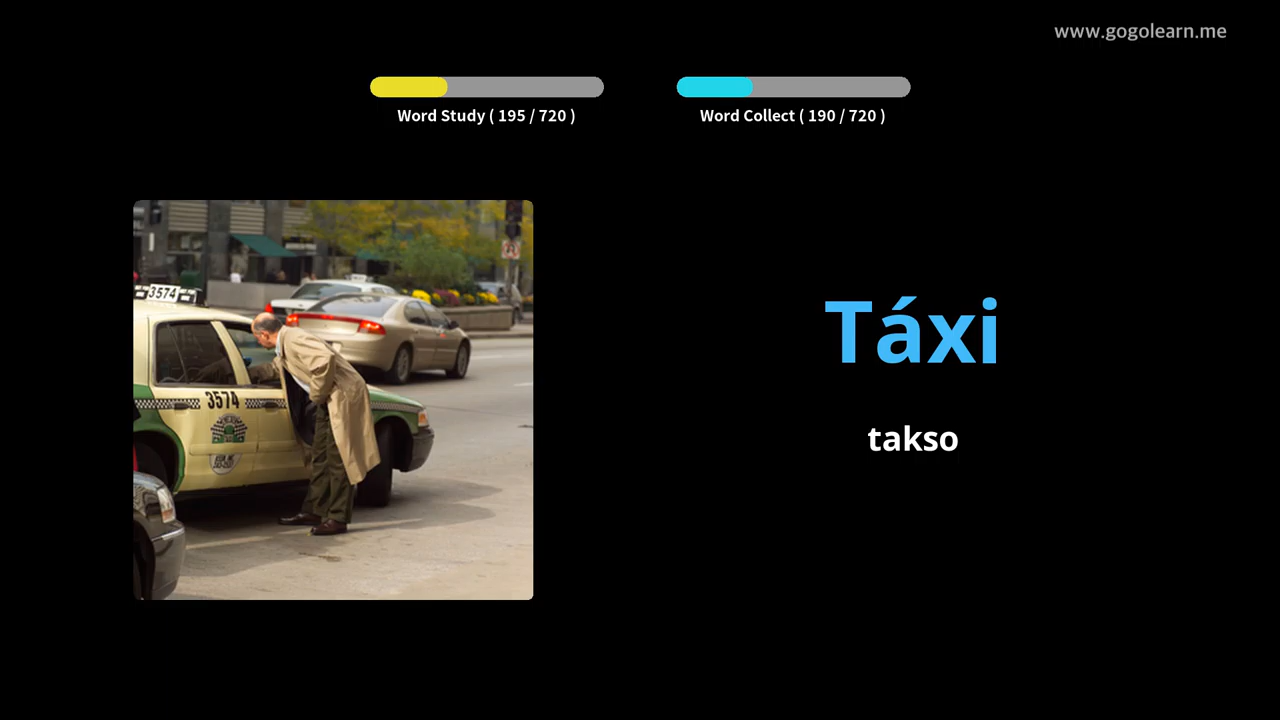 www.gogolearn.me
Word Study ( 195 / 720 )
Word Collect ( 190 / 720 )
3574
3574
Táxi
takso